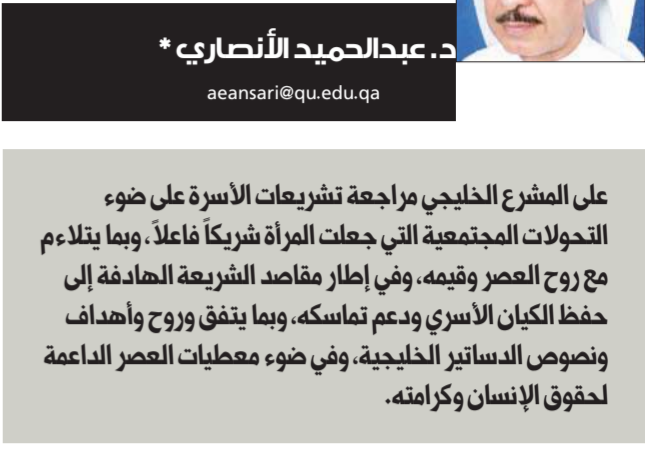 د. عبدالحميد الأنصاري *
aeansari@qu.edu.qa
على المشرع الخليجي مراجعة تشريعات الأسرة على ضوء
التحولات المجتمعية التي جعلت المرأة شريكاً فاعلاً، وبما يتلاءم
مع روح العصر وقيمه، وفي إطار مقاصد الشريعة الهادفة إلى
حفظ الكيان الأسري ودعم تماسكه، وبما يتفق وروح وأهداف
ونصوص الدساتير الخليجية، وفي ضوء معطيات العصر الداعمة
لحقوق الإنسان وكرامته.